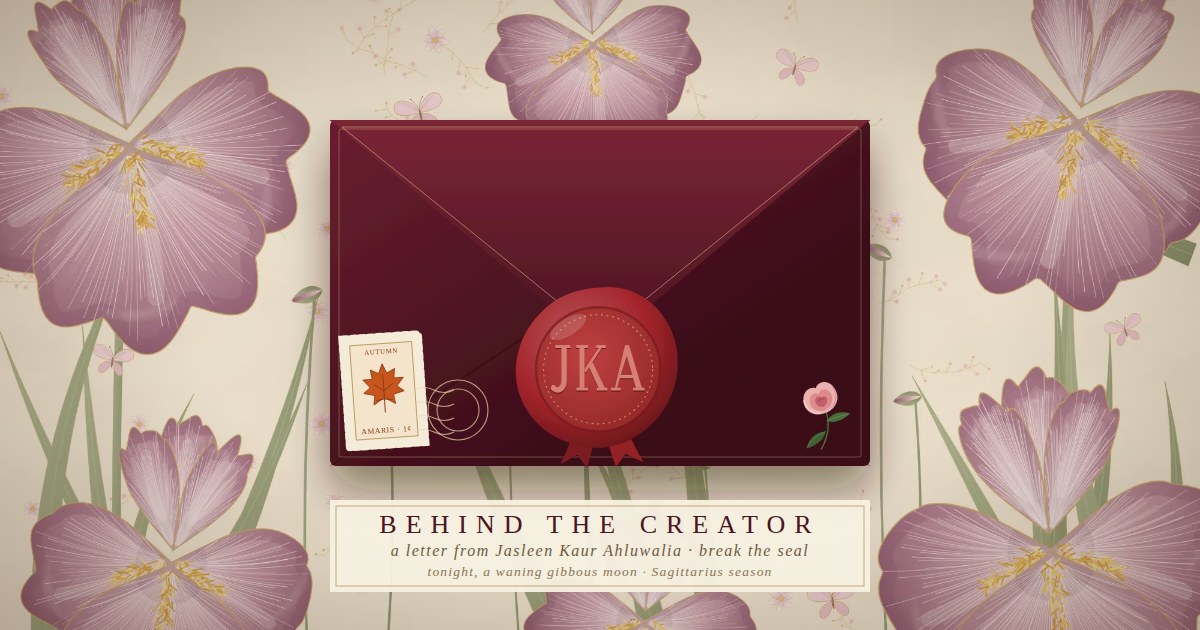 JKA
AUTUMN
AMARIS · 1¢
BEHIND THE CREATOR
a letter from Jasleen Kaur Ahluwalia · break the seal
tonight, a waning gibbous moon · Sagittarius season